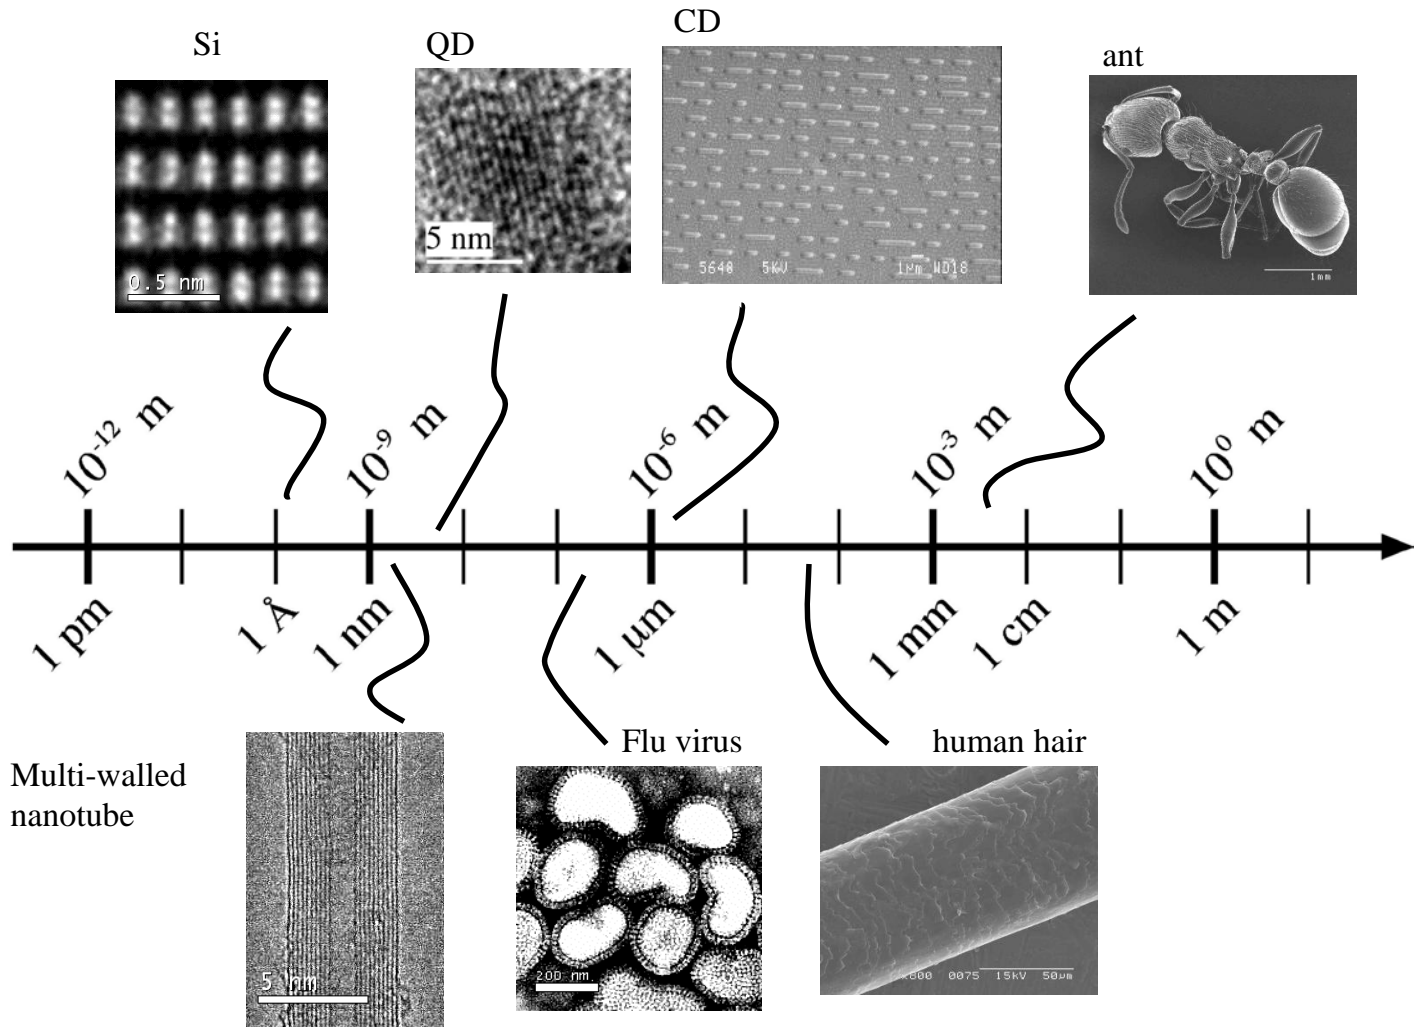 Si
QD
CD
ant
0.5 nm
5 nm
5640 5kV 1µm WD18
1mm
10⁻¹² m
10⁻⁹ m
10⁻⁶ m
10⁻³ m
10⁰ m
1 pm
1 Å
1 nm
1 µm
1 mm
1 cm
1 m
Multi-walled
nanotube
Flu virus
human hair
5 nm
200 nm
x800 0075 15kV 50µm